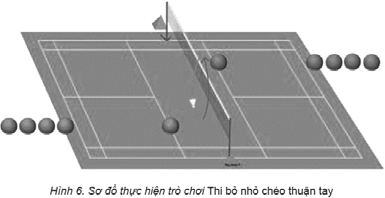 Hình 6. Sơ đồ thực hiện trò chơi Thi bỏ nhỏ chéo thuận tay